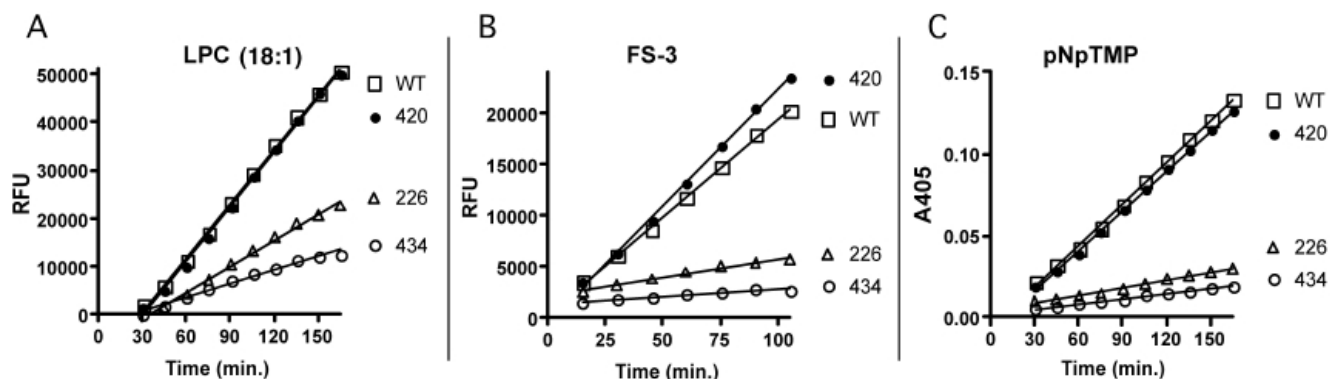 A
LPC (18:1)
RFU
50000
40000
30000
20000
10000
0
0 30 60 90 120 150
Time (min.)
WT
420
226
434
B
FS-3
RFU
20000
15000
10000
5000
0
0 25 50 75 100
Time (min.)
420
WT
226
434
C
pNpTMP
A405
0.15
0.10
0.05
0.00
0 30 60 90 120 150
Time (min.)
WT
420
226
434